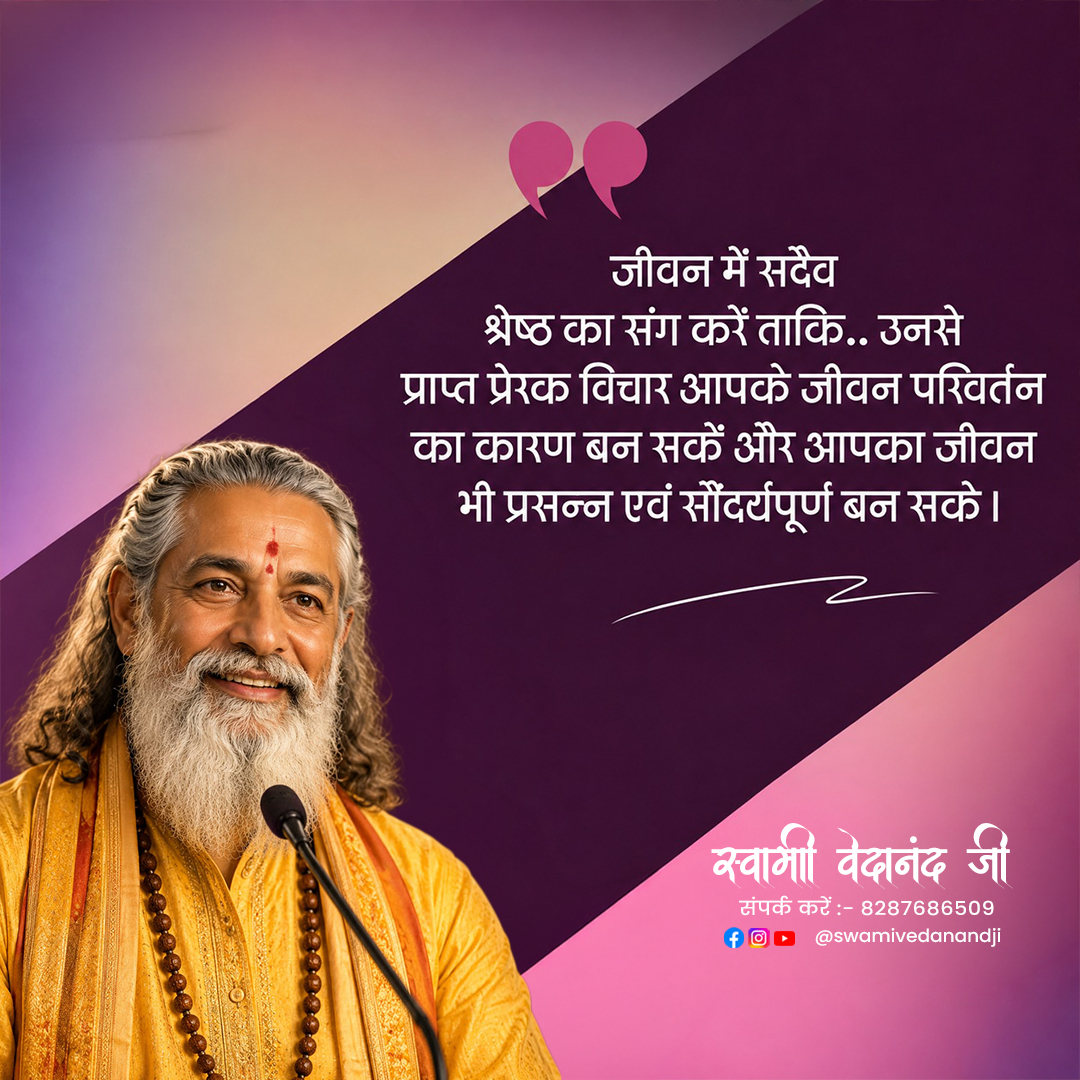 जीवन में सदैव
श्रेष्ठ का संग करें ताकि.. उनसे
प्राप्त प्रेरक विचार आपके जीवन परिवर्तन
का कारण बन सकें और आपका जीवन
भी प्रसन्न एवं सौंदर्यपूर्ण बन सके।
स्वामी वेदानंद जी
संपर्क करें :- 8287686509
@swamivedanandji